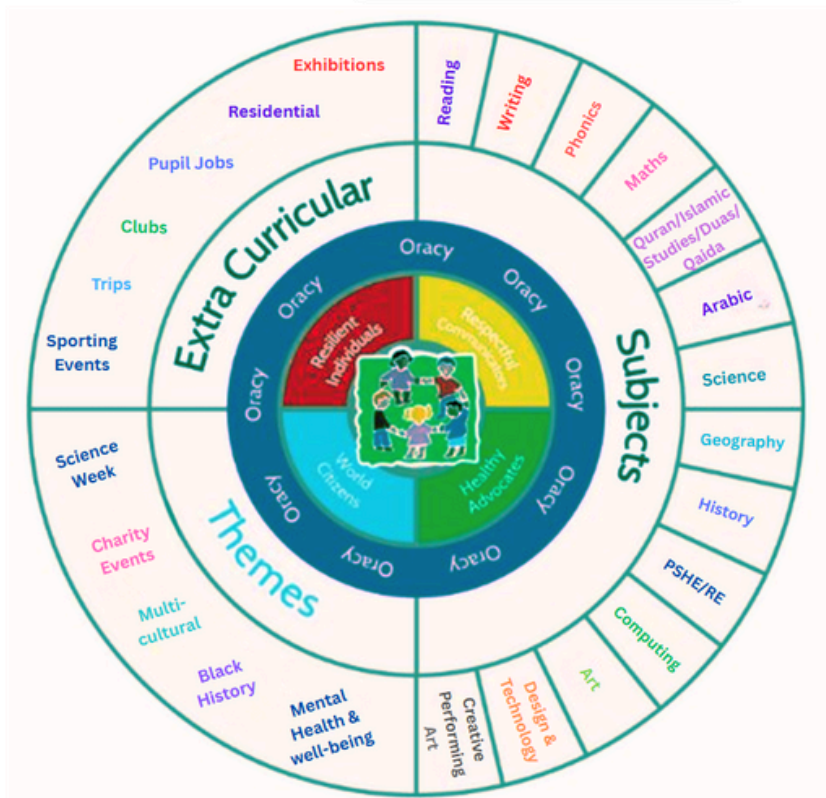 Exhibitions
Residential
Pupil Jobs
Clubs
Trips
Sporting
Events
Extra Curricular
Reading
Writing
Phonics
Maths
Quran/Islamic
Studies/Duas/
Qaida
Arabic
Science
Geography
History
PSHE/RE
Computing
Art
Design &
Technology
Creative
Performing
Art
Subjects
Science
Week
Charity
Events
Multi-
cultural
Black
History
Mental
Health &
well-being
Themes
Oracy
Oracy
Oracy
Oracy
Oracy
Oracy
Oracy
Oracy
Oracy
Resilient
Individuals
Respectful
Communicators
World
Citizens
Healthy
Advocates